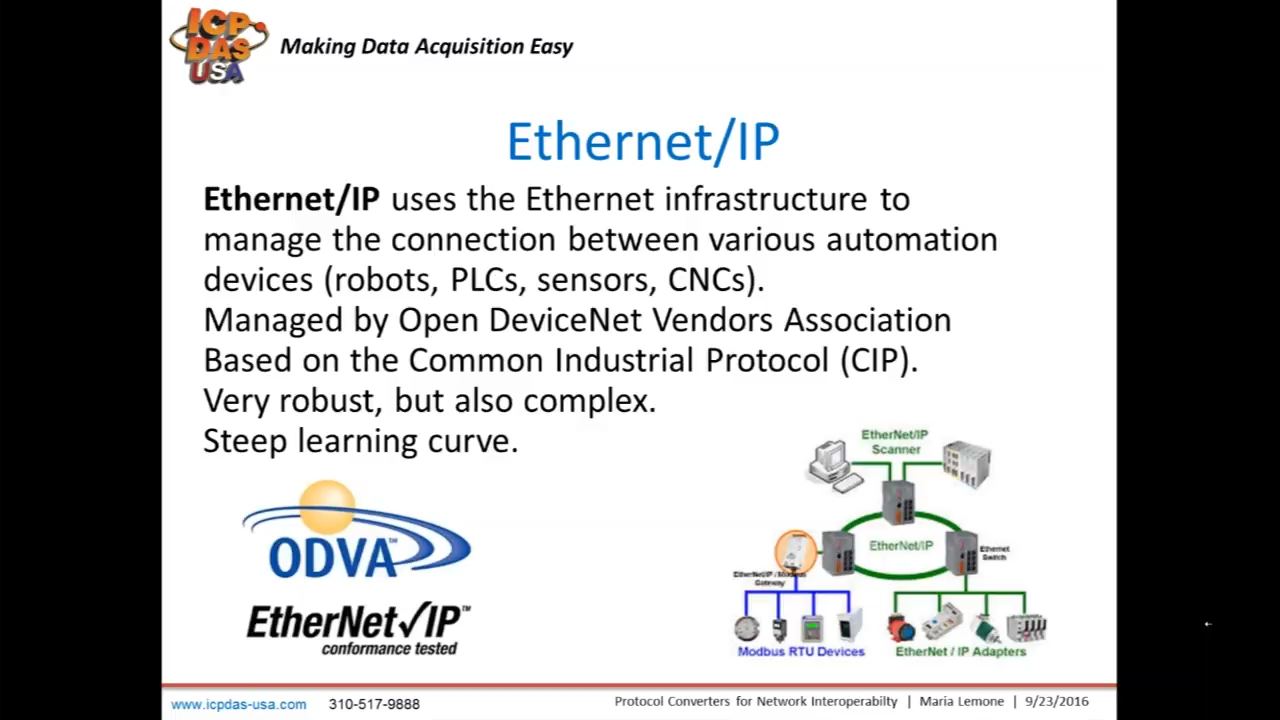 ICP
DAS
USA
Making Data Acquisition Easy
Ethernet/IP
Ethernet/IP uses the Ethernet infrastructure to
manage the connection between various automation
devices (robots, PLCs, sensors, CNCs).
Managed by Open DeviceNet Vendors Association
Based on the Common Industrial Protocol (CIP).
Very robust, but also complex.
Steep learning curve.
ODVA™
EtherNet/IP™
conformance tested
EtherNet/IP
Scanner
EtherNet/IP
Ethernet
Switch
EtherNet/IP /
Gateway
Modbus RTU Devices
EtherNet / IP Adapters
www.icpdas-usa.com 310-517-9888
Protocol Converters for Network Interoperabilty | Maria Lemone | 9/23/2016